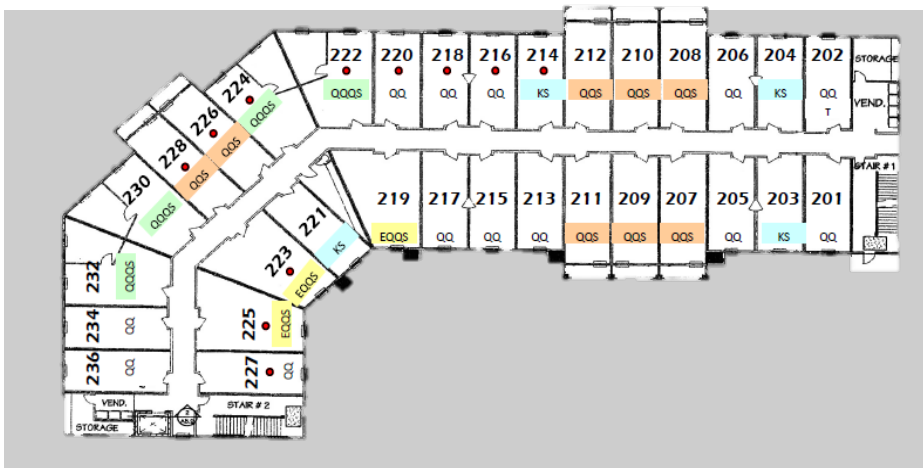 222 220 218 216 214 212 210 208 206 204 202 STORAGE
QQQS QQ QQ QQ KS QQS QQS QQS QQ KS QQ VEND.
T
224
QQQS
226
QQS
228
QQS
230
QQQS
STAIR #1
219 217 215 213 211 209 207 205 203 201
EQQS QQ QQ QQ QQS QQS QQS QQ KS QQ
221
KS
223
EQQS
225
EQQS
227
QQ
232
QQQS
234
QQ
236
QQ
VEND.
STAIR # 2
STORAGE